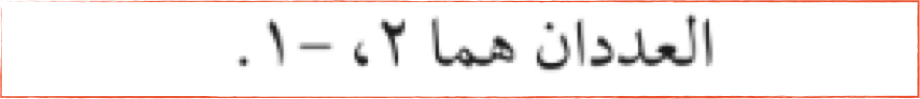 العددان هما ٢، –١ .